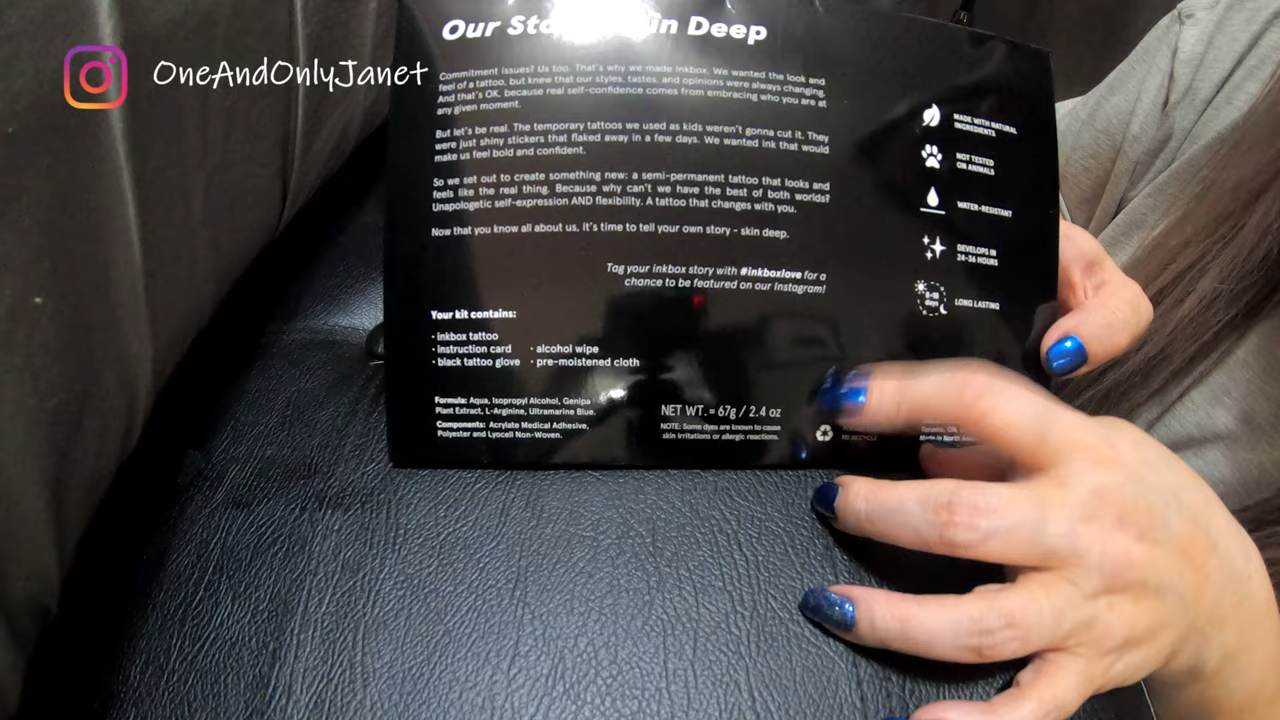 OneAndOnlyJanet
Our Sto in Deep
Commitment issues? Us too. That's why we made inkbox. We wanted the look and
feel of a tattoo, but knew that our styles, tastes, and opinions were always changing.
And that's OK, because real self-confidence comes from embracing who you are at
any given moment.
But let's be real. The temporary tattoos we used as kids weren't gonna cut it. They
were just shiny stickers that flaked away in a few days. We wanted ink that would
make us feel bold and confident.
So we set out to create something new: a semi-permanent tattoo that looks and
feels like the real thing. Because why can't we have the best of both worlds?
Unapologetic self-expression AND flexibility. A tattoo that changes with you.
Now that you know all about us, it's time to tell your own story - skin deep.
Tag your inkbox story with #inkboxlove for a
chance to be featured on our Instagram!
Your kit contains:
· inkbox tattoo
· instruction card · alcohol wipe
· black tattoo glove · pre-moistened cloth
Formula: Aqua, Isopropyl Alcohol, Genipa
Plant Extract, L-Arginine, Ultramarine Blue.
Components: Acrylate Medical Adhesive,
Polyester and Lyocell Non-Woven.
NET WT. = 67g / 2.4 oz
NOTE: Some dyes are known to cause
skin irritations or allergic reactions.
MADE WITH NATURAL
INGREDIENTS
NOT TESTED
ON ANIMALS
WATER-RESISTANT
DEVELOPS IN
24-36 HOURS
8-18
days
LONG LASTING
Toronto, ON
Made in North